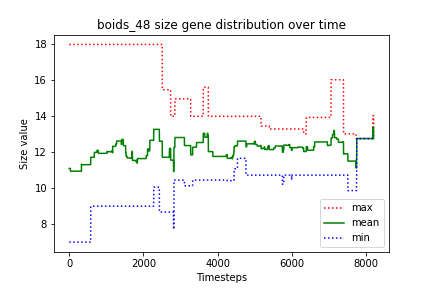 boids_48 size gene distribution over time
18
16
14
12
10
8
Size value
max
mean
min
0
2000
4000
6000
8000
Timesteps